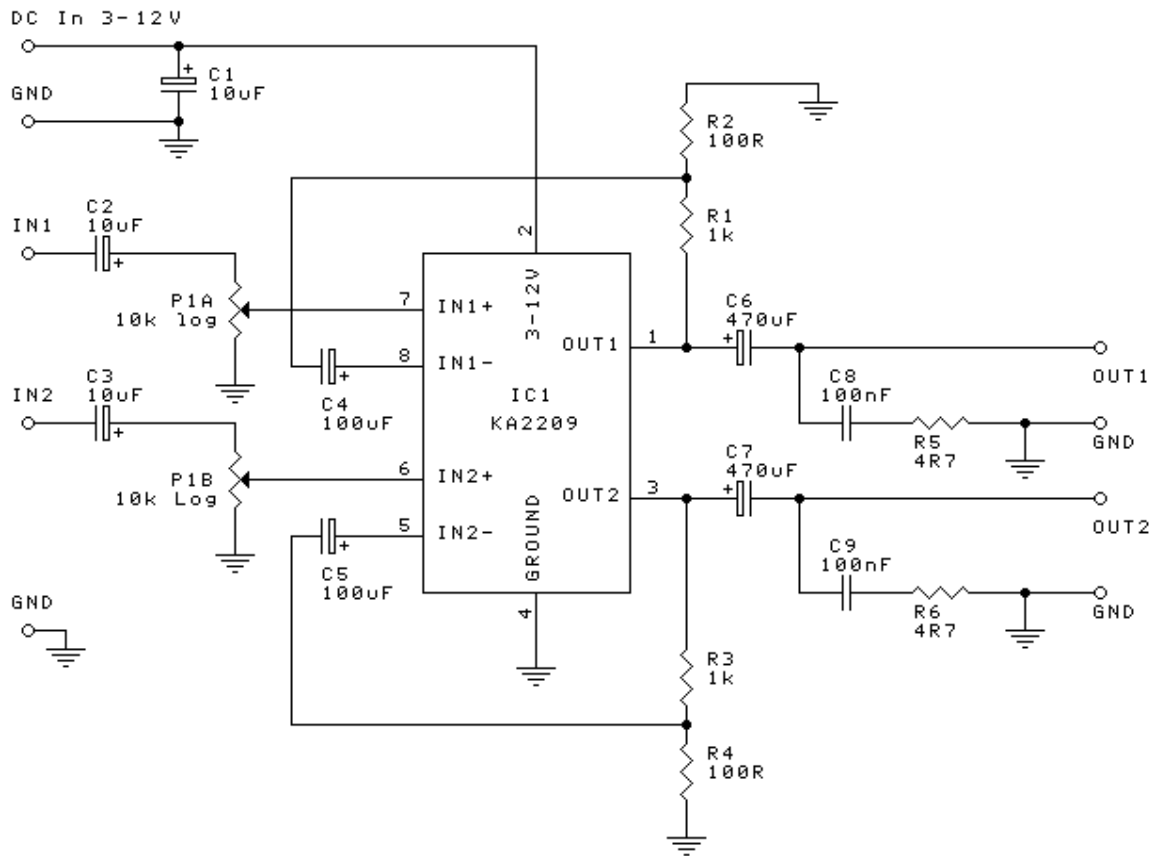 DC In 3-12V
C1
10uF
GND
R2
100R
C2
10uF
IN1
R1
1k
2
3-12V
P1A
10k log
7
IN1+
C6
470uF
+
OUT1
1
OUT1
8
IN1-
C3
10uF
IN2
C4
100uF
IC1
KA2209
C8
100nF
R5
4R7
GND
C7
470uF
P1B
10k Log
6
IN2+
OUT2
3
OUT2
5
IN2-
C5
100uF
GROUND
4
C9
100nF
R6
4R7
GND
GND
R3
1k
R4
100R